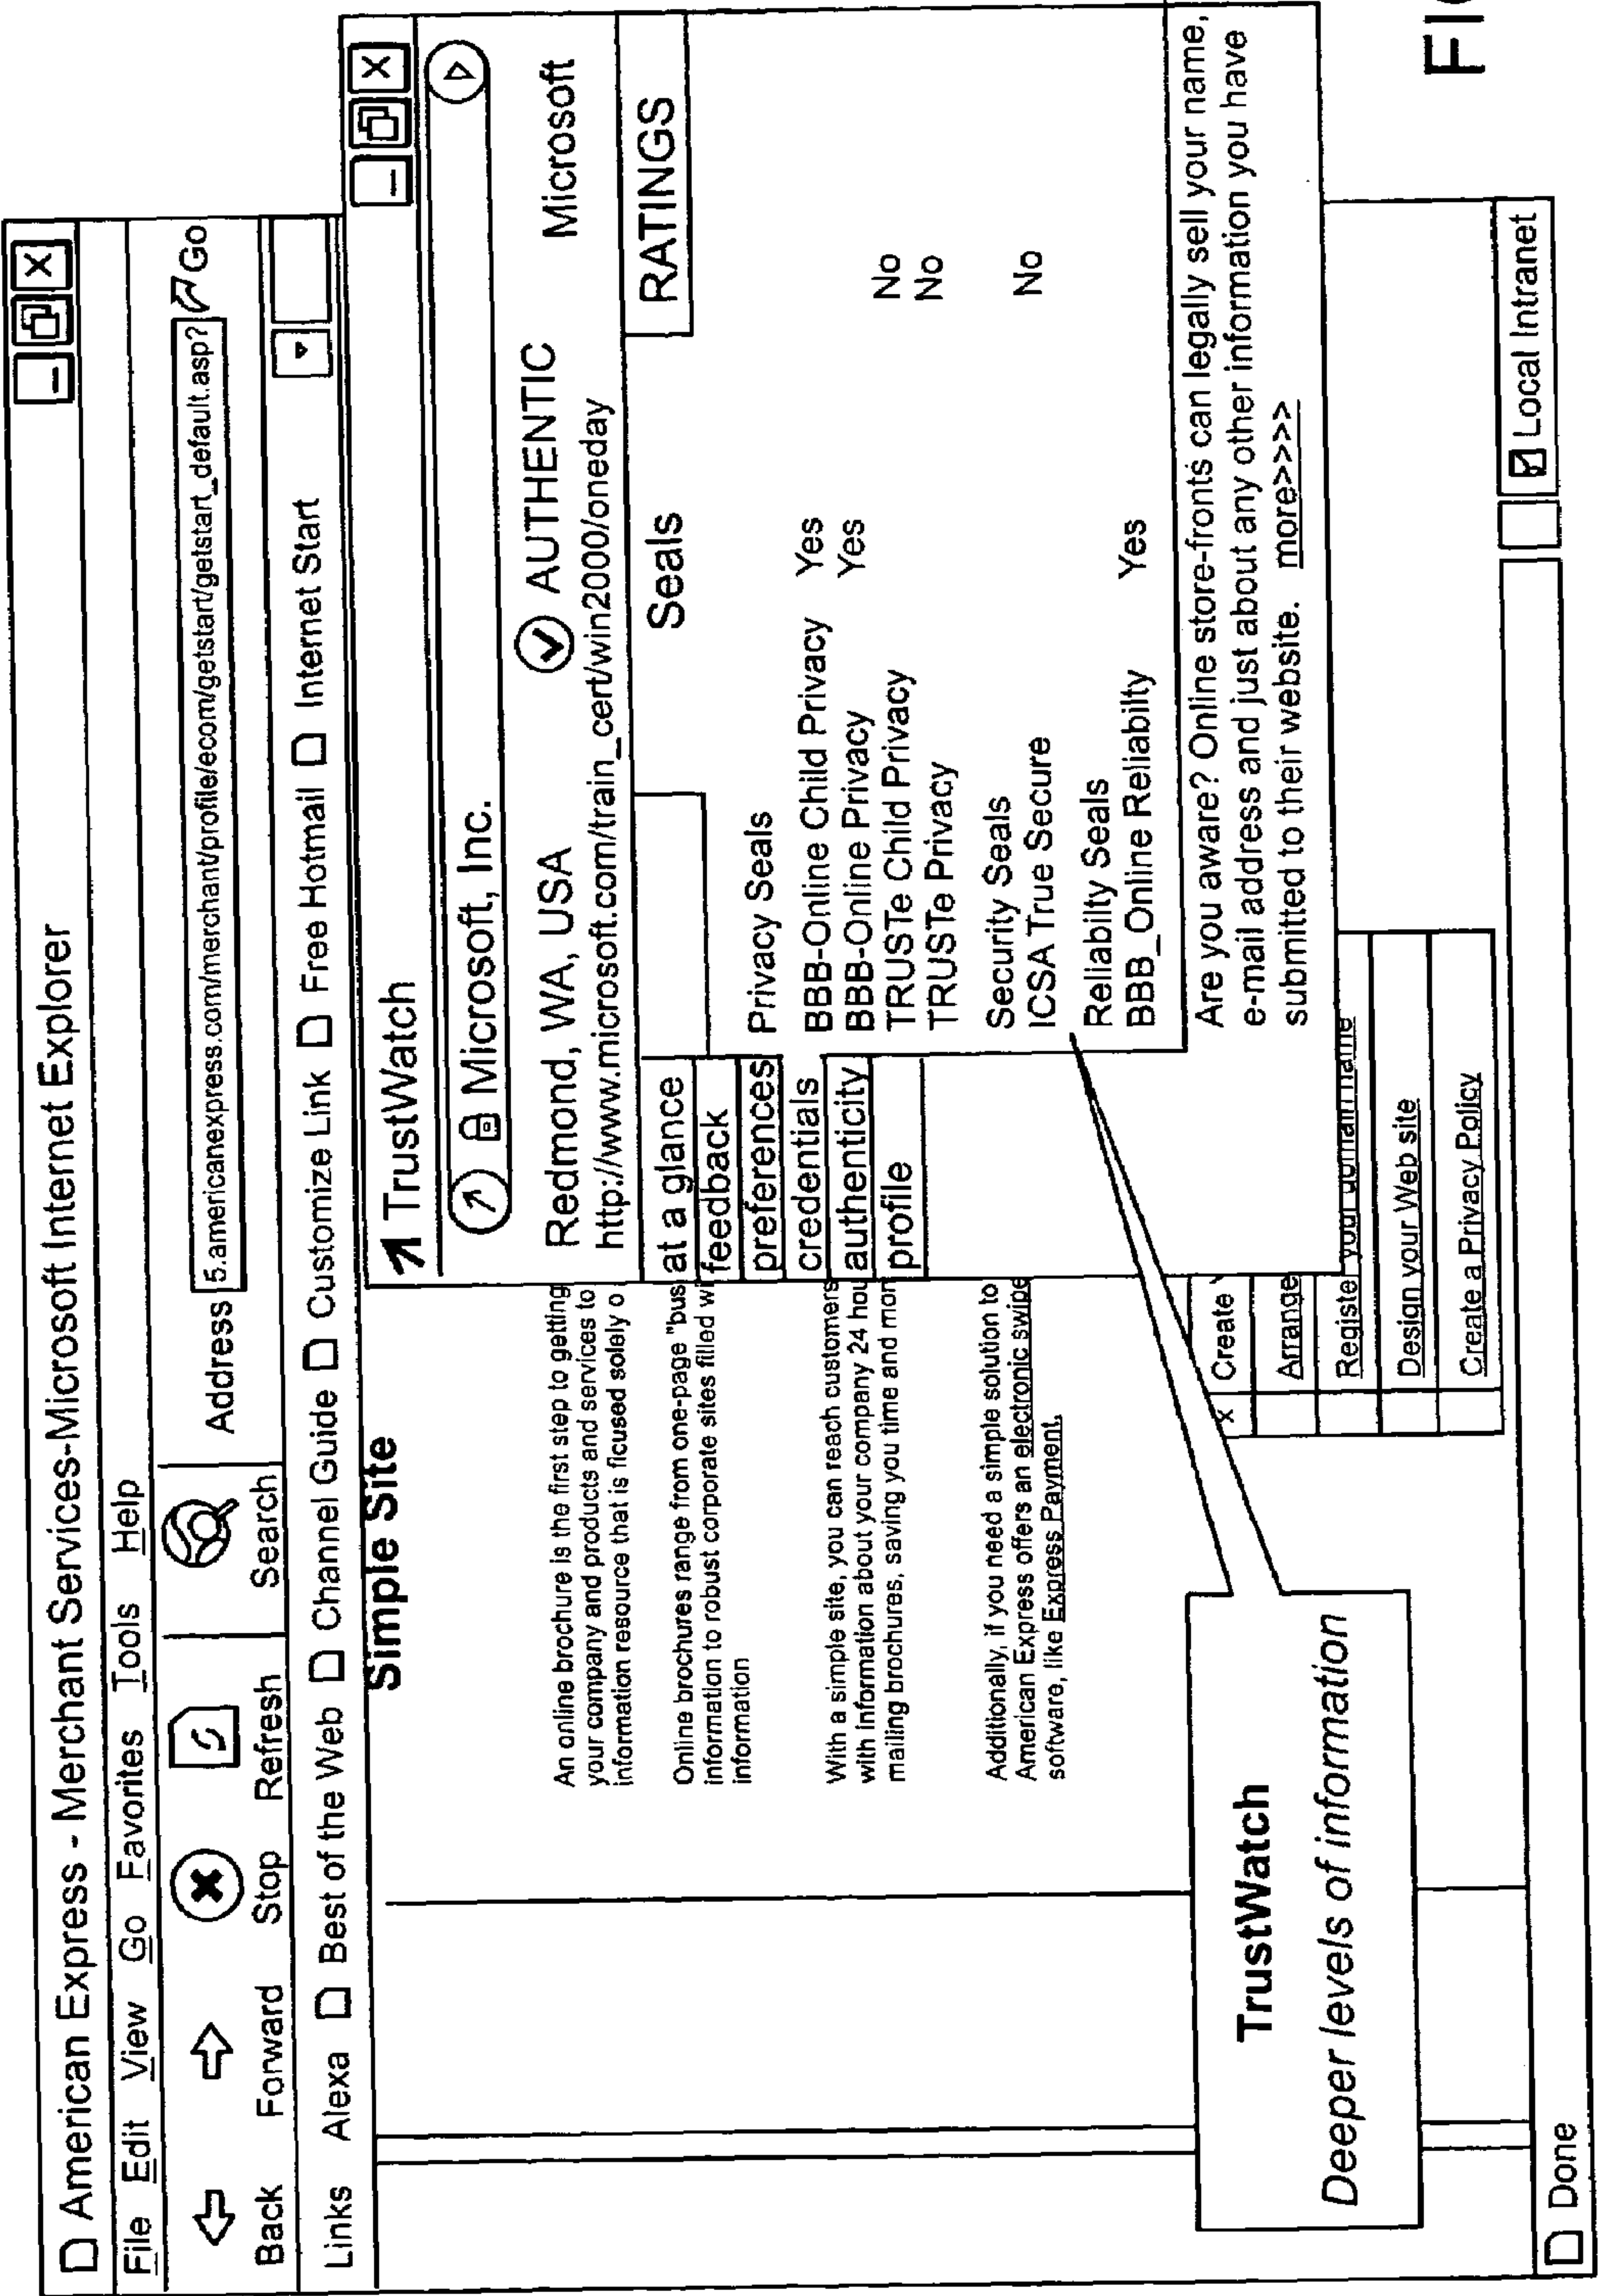 American Express - Merchant Services-Microsoft Internet Explorer
File Edit View Go Favorites Tools Help
Back Forward Stop Refresh Search Address 5.americanexpress.com/merchant/profile/ecom/getstart/getstart_default.asp? Go
Links Alexa Best of the Web Channel Guide Customize Link Free Hotmail Internet Start
Simple Site
An online brochure is the first step to getting
your company and products and services to
information resource that is ficused solely o
Online brochures range from one-page "bus
information to robust corporate sites filled wi
information
With a simple site, you can reach customers
with information about your company 24 hou
mailing brochures, saving you time and mon
Additionally, if you need a simple solution to
American Express offers an electronic swipe
software, like Express Payment.
TrustWatch
Microsoft, Inc.
Redmond, WA, USA AUTHENTIC Microsoft
http://www.microsoft.com/train_cert/win2000/oneday
at a glance
feedback
preferences
credentials
authenticity
profile
Seals RATINGS
Privacy Seals
BBB-Online Child Privacy Yes
BBB-Online Privacy Yes
TRUSTe Child Privacy No
TRUSTe Privacy No
Security Seals
ICSA True Secure No
Reliabilty Seals
BBB_Online Reliabilty Yes
Are you aware? Online store-fronts can legally sell your name,
e-mail address and just about any other information you have
submitted to their website. more>>>>
x Create
Arrange
Registe your domain name
Design your Web site
Create a Privacy Policy
TrustWatch
Deeper levels of information
Done Local Intranet